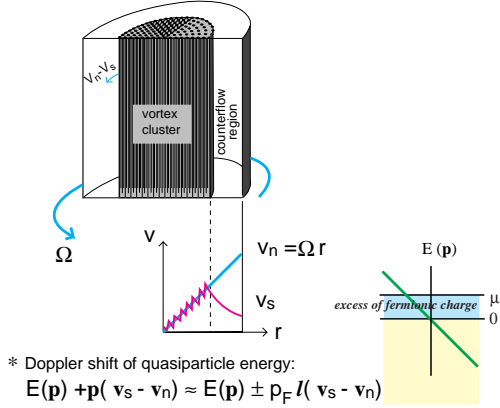 Vn-Vs
vortex
cluster
counterflow
region
Ω
v
vn = Ω r
vs
r
E (p)
μ
excess of fermionic charge
0
* Doppler shift of quasiparticle energy:
E(p) +p( vs - vn) ≈ E(p) ± pF l( vs - vn)